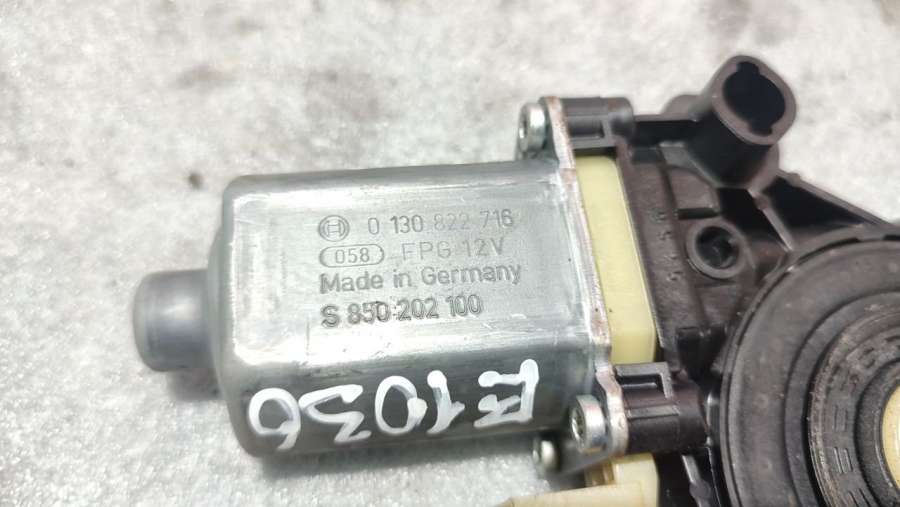 0 130 822 716
058 FPG 12V
Made in Germany
S 850 202 100
E1036